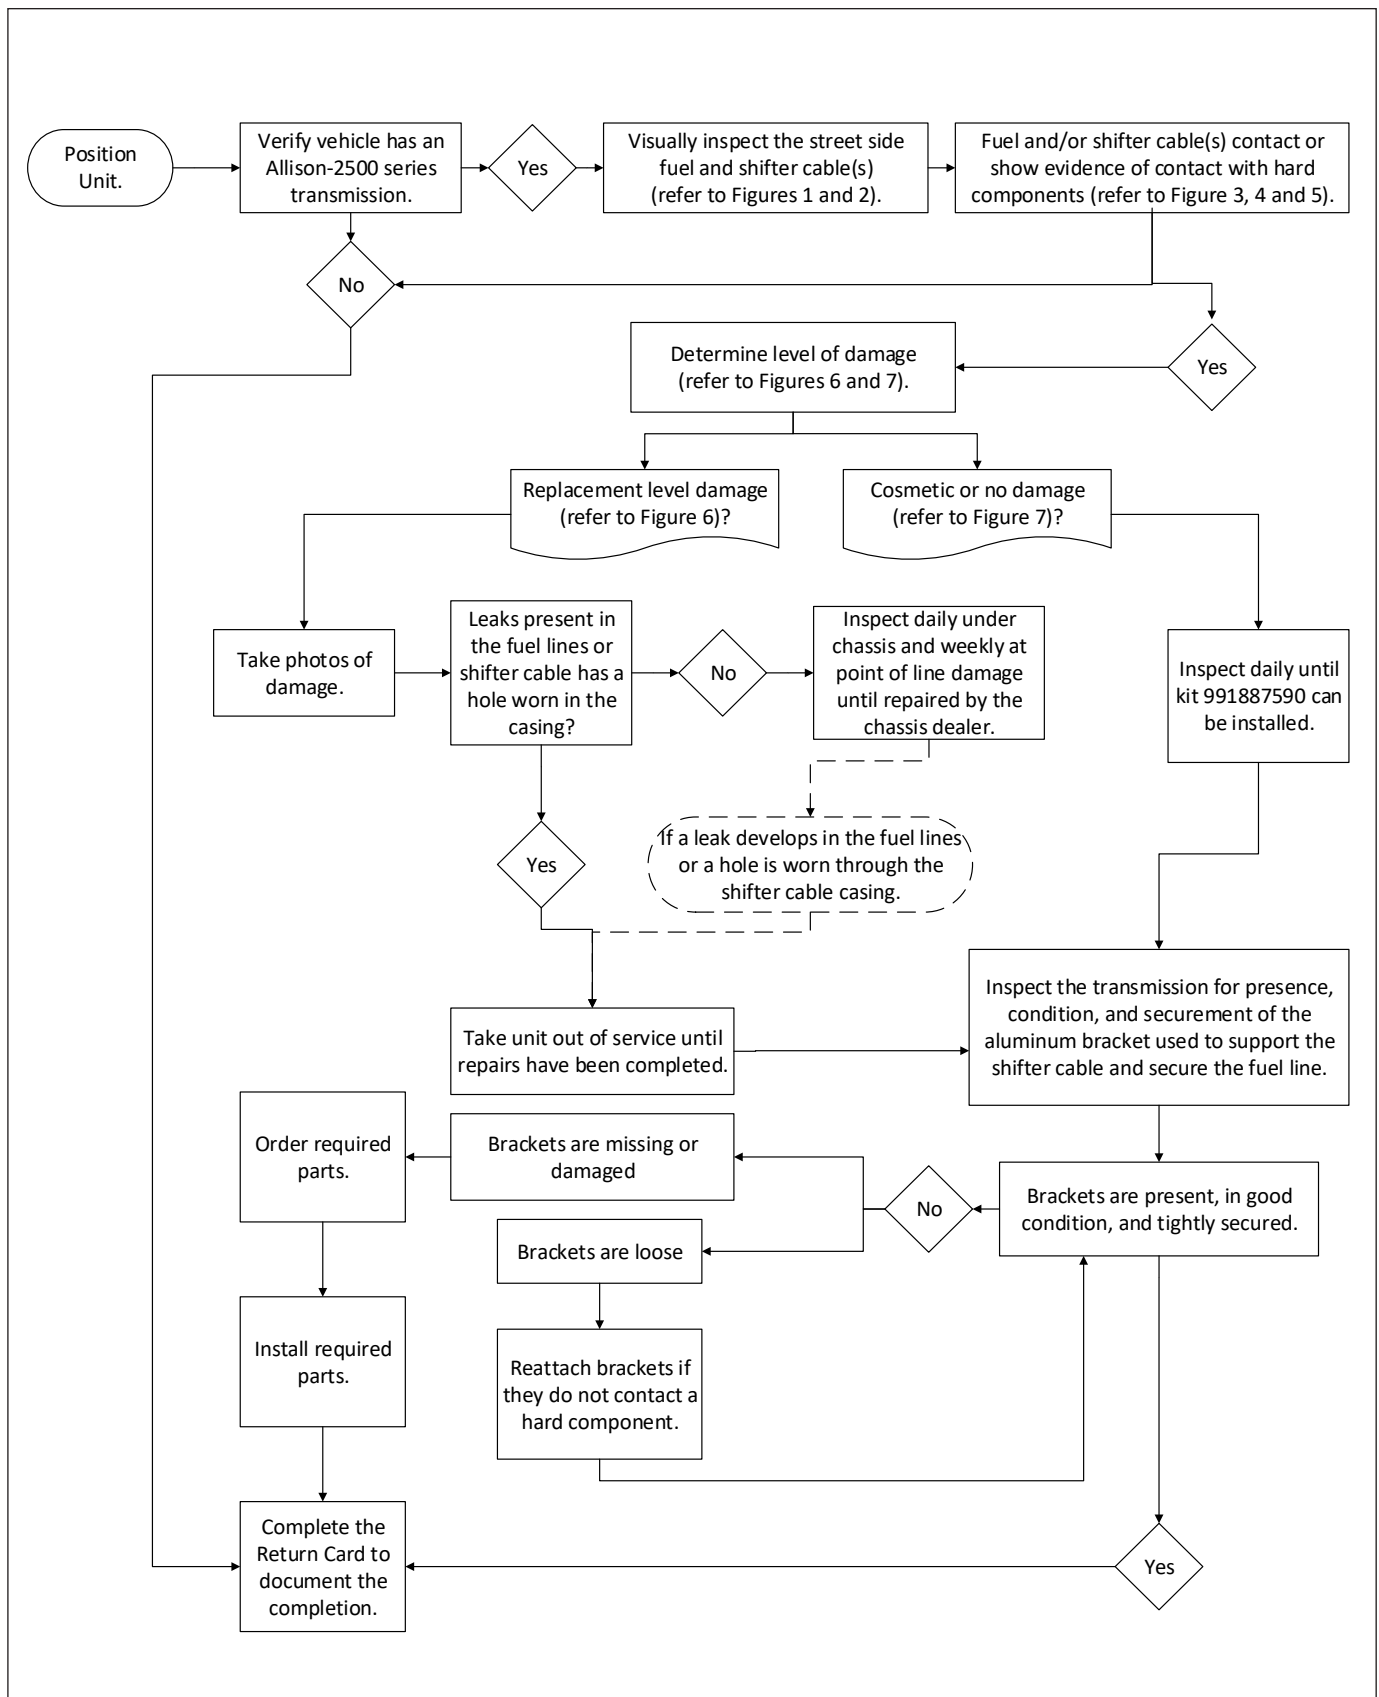 Position
Unit.
Verify vehicle has an
Allison-2500 series
transmission.
Yes
Visually inspect the street side
fuel and shifter cable(s)
(refer to Figures 1 and 2).
Fuel and/or shifter cable(s) contact or
show evidence of contact with hard
components (refer to Figure 3, 4 and 5).
No
Determine level of damage
(refer to Figures 6 and 7).
Yes
Replacement level damage
(refer to Figure 6)?
Cosmetic or no damage
(refer to Figure 7)?
Take photos of
damage.
Leaks present in
the fuel lines or
shifter cable has a
hole worn in the
casing?
No
Inspect daily under
chassis and weekly at
point of line damage
until repaired by the
chassis dealer.
Inspect daily until
kit 991887590 can
be installed.
Yes
If a leak develops in the fuel lines
or a hole is worn through the
shifter cable casing.
Take unit out of service until
repairs have been completed.
Inspect the transmission for presence,
condition, and securement of the
aluminum bracket used to support the
shifter cable and secure the fuel line.
Order required
parts.
Brackets are missing or
damaged
No
Brackets are present, in good
condition, and tightly secured.
Brackets are loose
Install required
parts.
Reattach brackets if
they do not contact a
hard component.
Complete the
Return Card to
document the
completion.
Yes